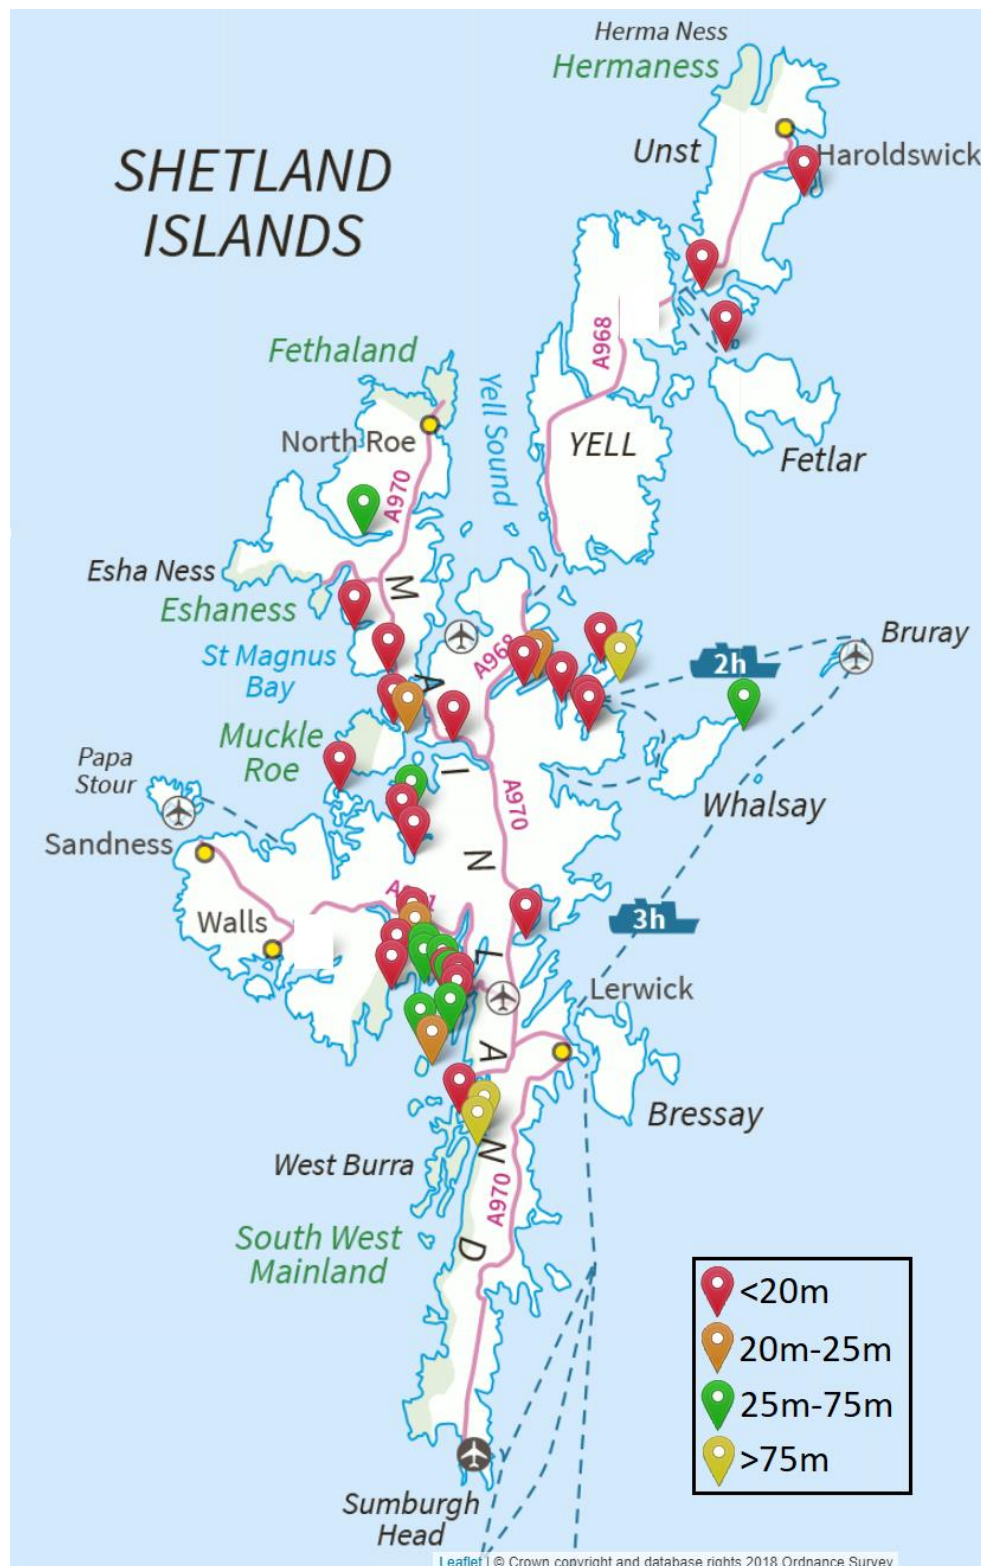 Herma Ness
Hermaness
Unst
Haroldswick
SHETLAND
ISLANDS
Fethaland
Yell Sound
A968
North Roe
YELL
Fetlar
A970
Esha Ness
Eshaness
M
St Magnus
Bay
A968
Bruray
2h
A
Muckle
Roe
Papa
Stour
I
A970
Whalsay
Sandness
N
Walls
3h
L
Lerwick
A
Bressay
N
West Burra
A970
South West
Mainland
D
<20m
20m-25m
25m-75m
>75m
Sumburgh
Head
Leaflet | © Crown copyright and database rights 2018 Ordnance Survey